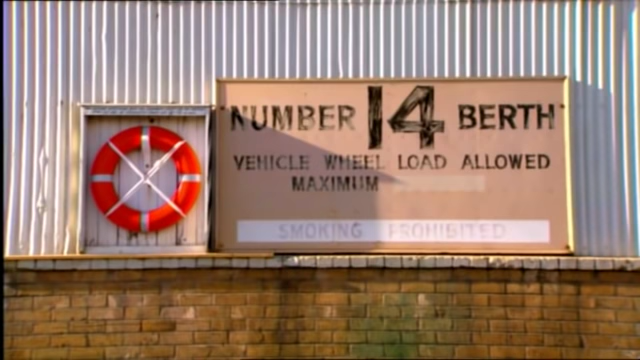 NUMBER 14 BERTH
VEHICLE WHEEL LOAD ALLOWED
MAXIMUM
SMOKING PROHIBITED